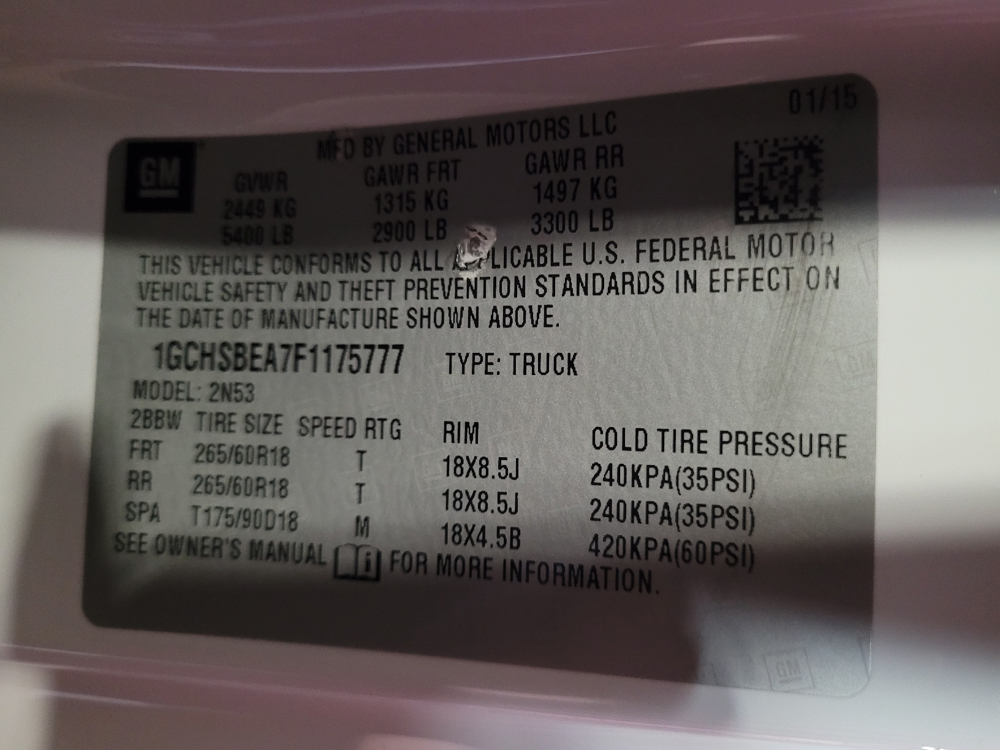 01/15
GM MFD BY GENERAL MOTORS LLC
GVWR GAWR FRT GAWR RR
2449 KG 1315 KG 1497 KG
5400 LB 2900 LB 3300 LB
THIS VEHICLE CONFORMS TO ALL A PLICABLE U.S. FEDERAL MOTOR
VEHICLE SAFETY AND THEFT PREVENTION STANDARDS IN EFFECT ON
THE DATE OF MANUFACTURE SHOWN ABOVE.
1GCHSBEA7F1175777 TYPE: TRUCK
MODEL: 2N53
2BBW TIRE SIZE SPEED RTG RIM COLD TIRE PRESSURE
FRT 265/60R18 T 18X8.5J 240KPA(35PSI)
RR 265/60R18 T 18X8.5J 240KPA(35PSI)
SPA T175/90D18 M 18X4.5B 420KPA(60PSI)
SEE OWNER'S MANUAL i FOR MORE INFORMATION.
GM